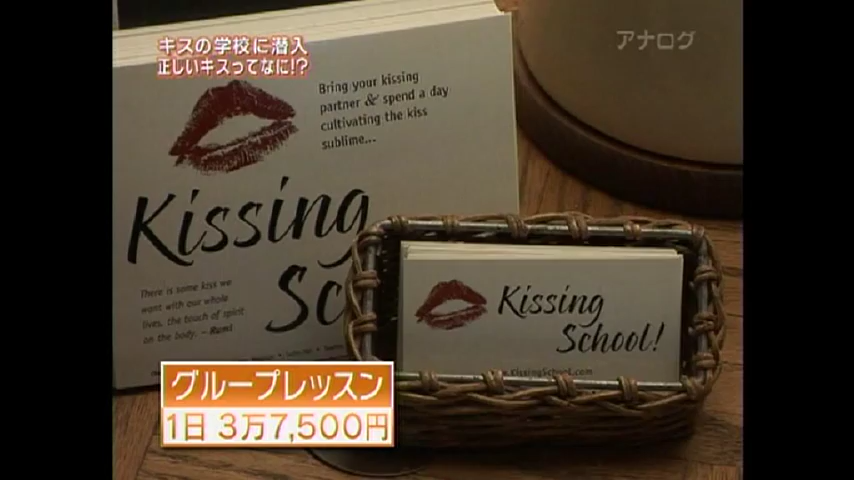 キスの学校に潜入
正しいキスってなに!?
アナログ
Bring your kissing
partner & spend a day
cultivating the kiss
sublime...
Kissing
Sc
There is some kiss we
want with our whole
lives, the touch of spirit
on the body. – Rumi
Kissing
School!
www.KissingSchool.com
グループレッスン
1日 3万7,500円